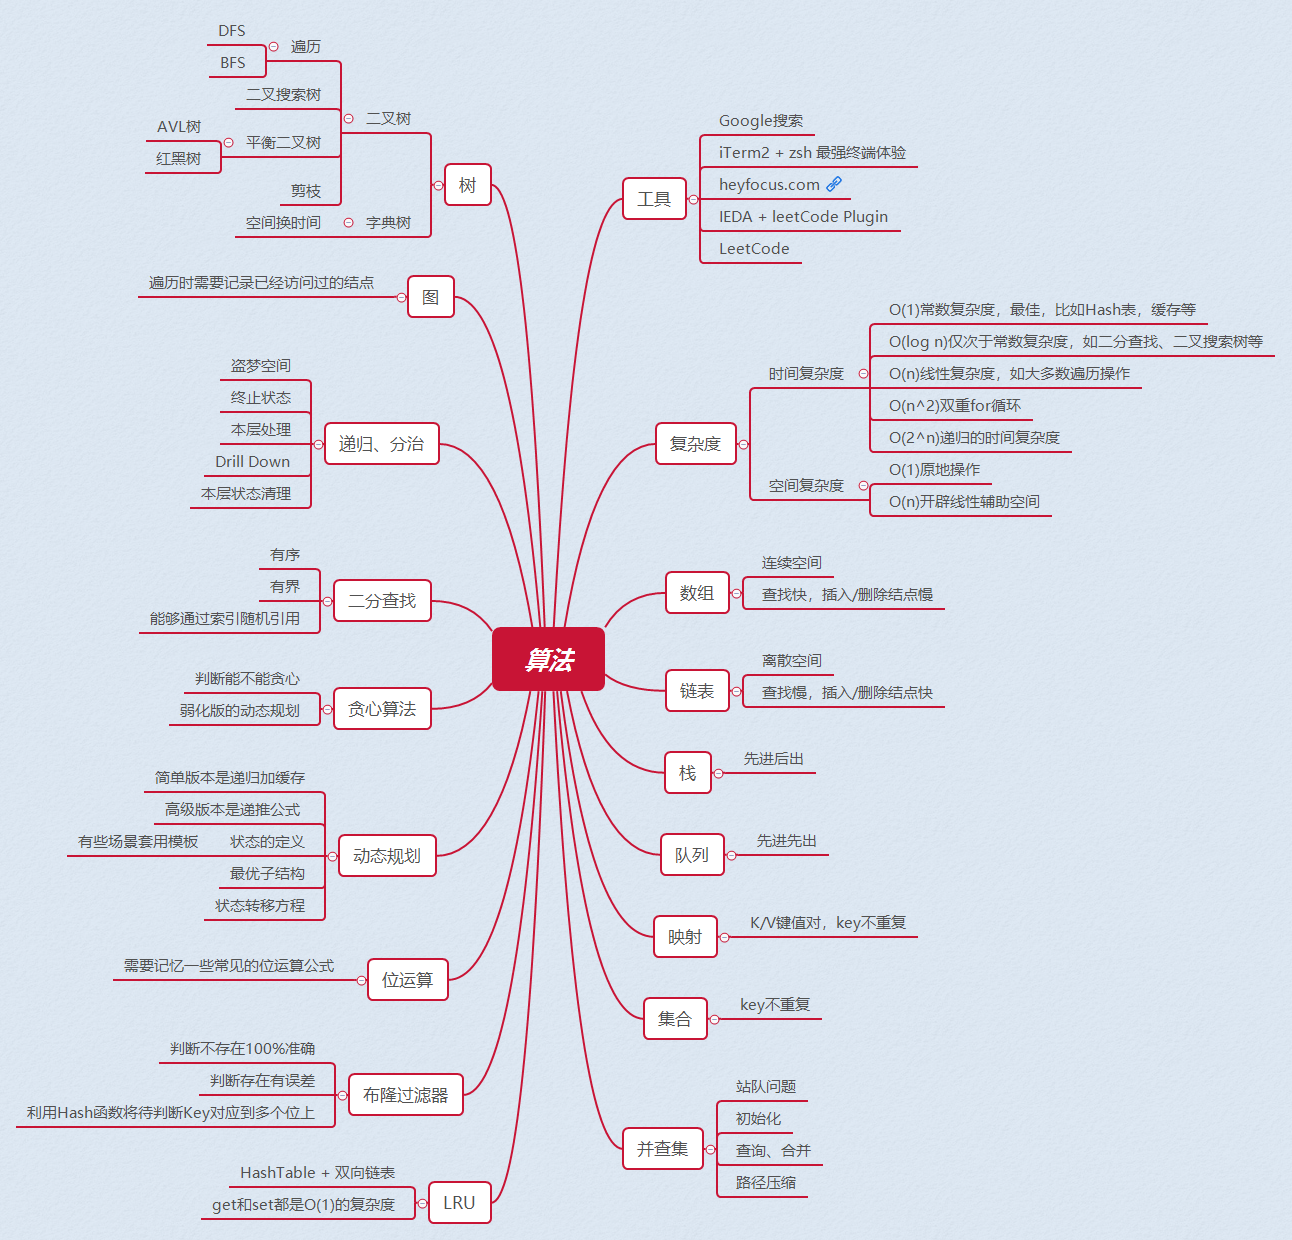 算法
工具
Google搜索
iTerm2 + zsh 最强终端体验
heyfocus.com
IEDA + leetCode Plugin
LeetCode
复杂度
时间复杂度
O(1)常数复杂度，最佳，比如Hash表，缓存等
O(log n)仅次于常数复杂度，如二分查找、二叉搜索树等
O(n)线性复杂度，如大多数遍历操作
O(n^2)双重for循环
O(2^n)递归的时间复杂度
空间复杂度
O(1)原地操作
O(n)开辟线性辅助空间
数组
连续空间
查找快，插入/删除结点慢
链表
离散空间
查找慢，插入/删除结点快
栈
先进后出
队列
先进先出
映射
K/V键值对，key不重复
集合
key不重复
并查集
站队问题
初始化
查询、合并
路径压缩
树
二叉树
遍历
DFS
BFS
二叉搜索树
平衡二叉树
AVL树
红黑树
剪枝
字典树
空间换时间
图
遍历时需要记录已经访问过的结点
递归、分治
盗梦空间
终止状态
本层处理
Drill Down
本层状态清理
二分查找
有序
有界
能够通过索引随机引用
贪心算法
判断能不能贪心
弱化版的动态规划
动态规划
简单版本是递归加缓存
高级版本是递推公式
状态的定义
有些场景套用模板
最优子结构
状态转移方程
位运算
需要记忆一些常见的位运算公式
布隆过滤器
判断不存在100%准确
判断存在有误差
利用Hash函数将待判断Key对应到多个位上
LRU
HashTable + 双向链表
get和set都是O(1)的复杂度